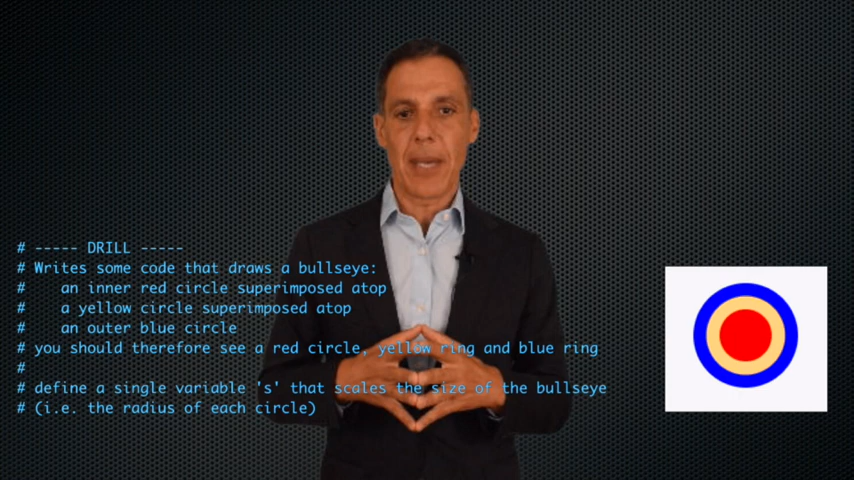 # ----- DRILL -----
# Writes some code that draws a bullseye:
#    an inner red circle superimposed atop
#    a yellow circle superimposed atop
#    an outer blue circle
# you should therefore see a red circle, yellow ring and blue ring
#
# define a single variable 's' that scales the size of the bullseye
# (i.e. the radius of each circle)